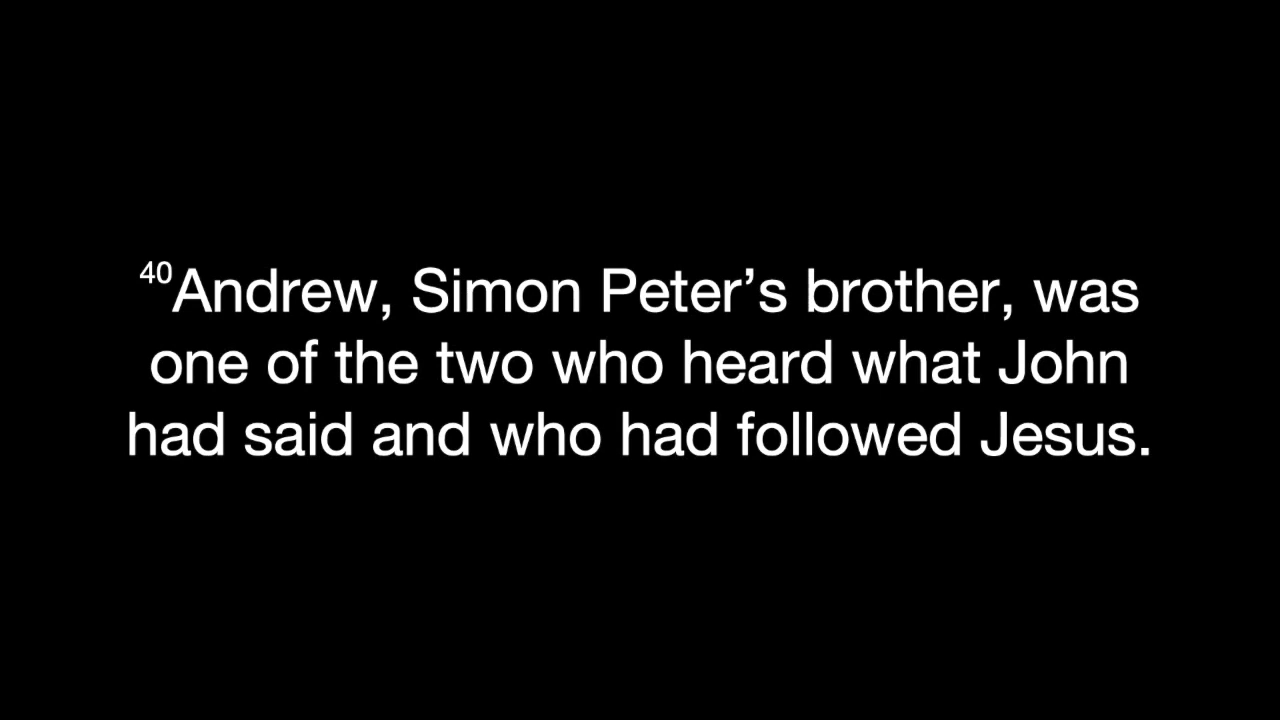 40Andrew, Simon Peter’s brother, was
one of the two who heard what John
had said and who had followed Jesus.